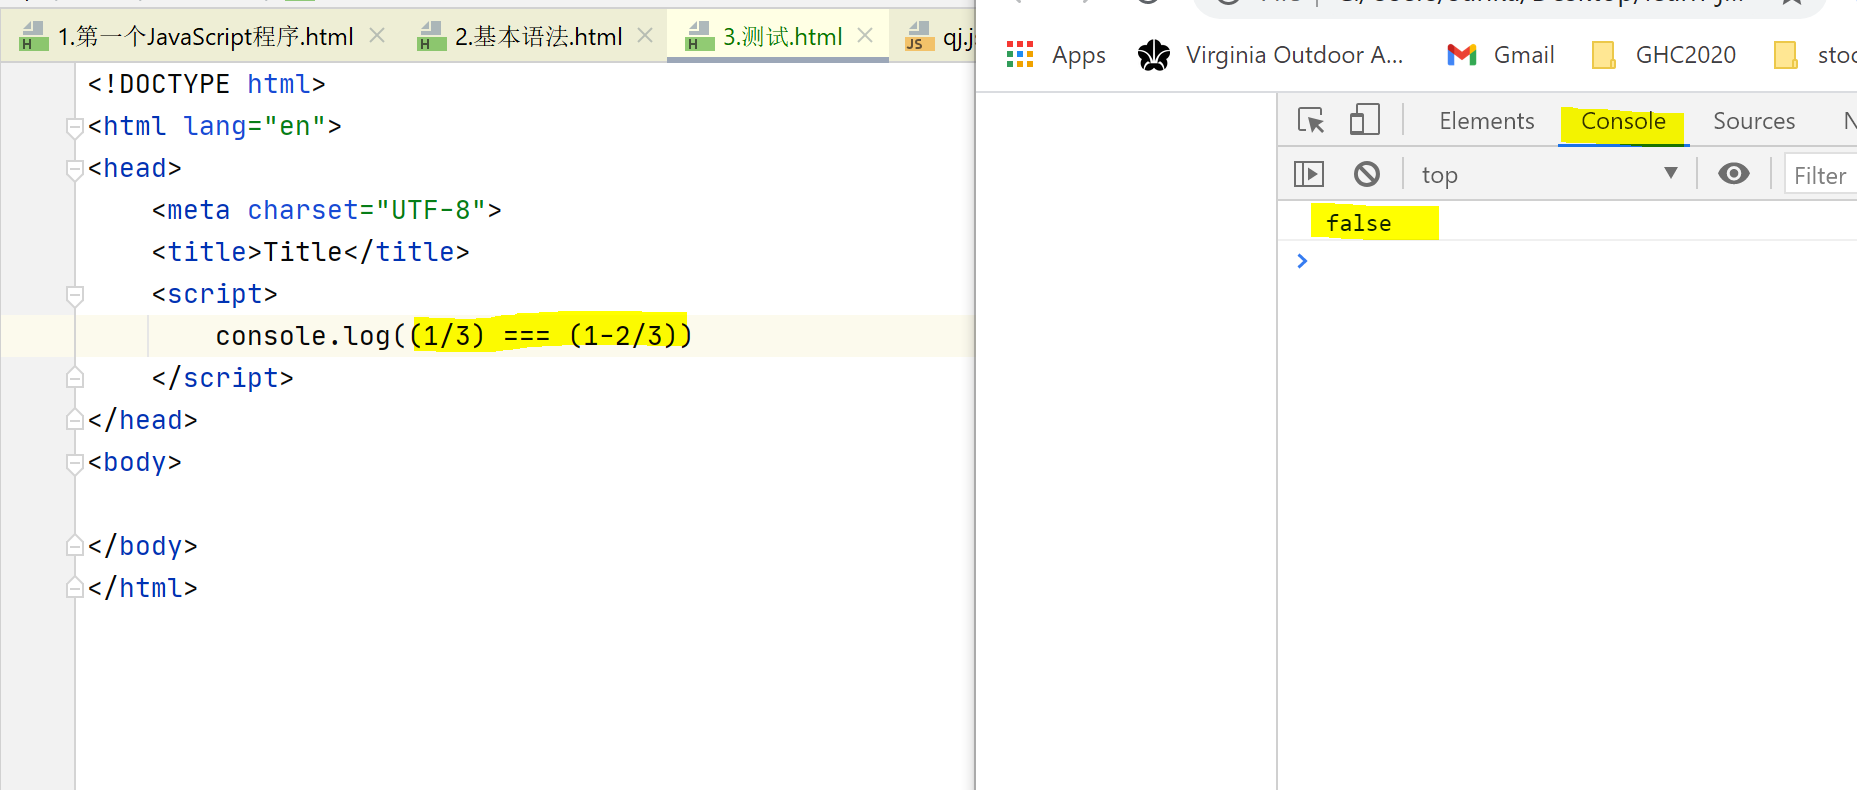 1.第一个JavaScript程序.html
2.基本语法.html
3.测试.html
<!DOCTYPE html>
<html lang="en">
<head>
<meta charset="UTF-8">
<title>Title</title>
<script>
console.log((1/3) === (1-2/3))
</script>
</head>
<body>
</body>
</html>
Apps
Virginia Outdoor A...
Gmail
GHC2020
Elements
Console
Sources
top
Filter
false